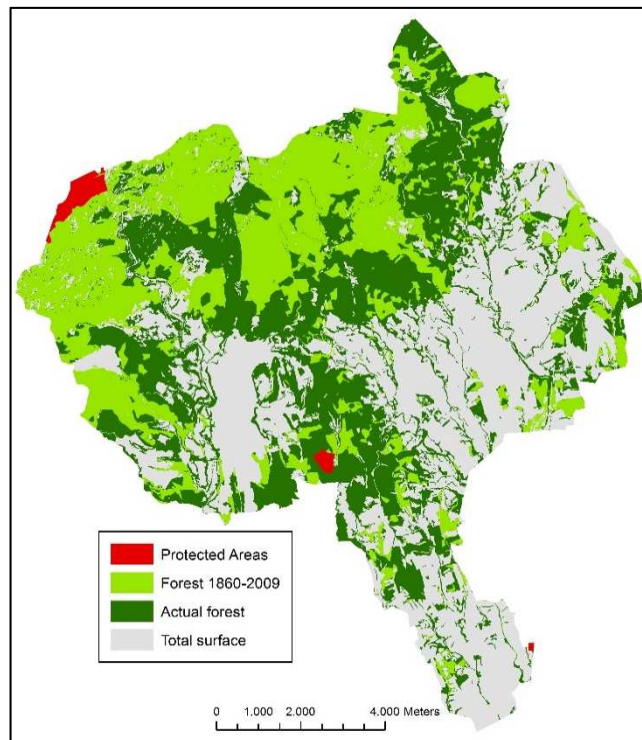 Protected Areas
Forest 1860-2009
Actual forest
Total surface
0 1.000 2.000 4.000 Meters